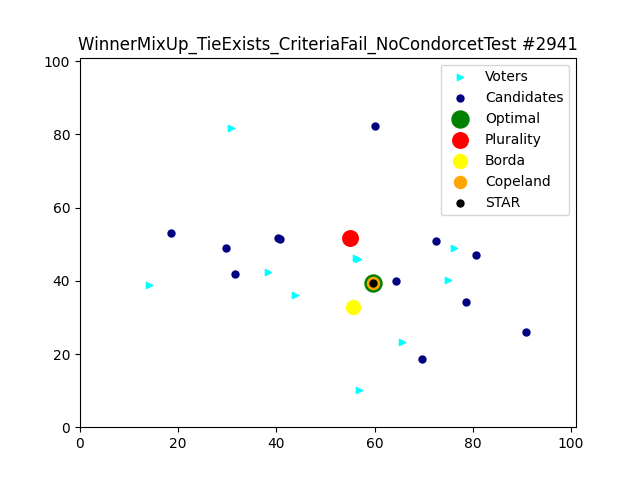 WinnerMixUp_TieExists_CriteriaFail_NoCondorcetTest #2941
100
80
60
40
20
0
Voters
Candidates
Optimal
Plurality
Borda
Copeland
STAR
0 20 40 60 80 100